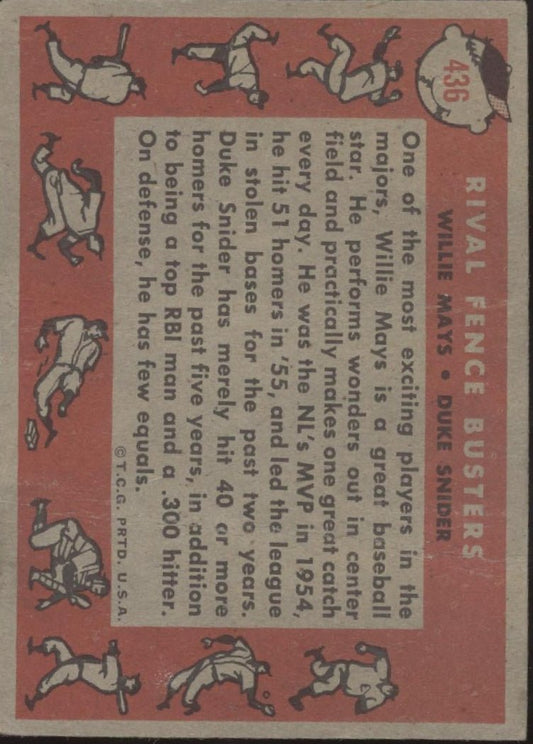 436
RIVAL FENCE BUSTERS
WILLIE MAYS • DUKE SNIDER
One of the most exciting players in the
majors, Willie Mays is a great baseball
star. He performs wonders out in center
field and practically makes one great catch
every day. He was the NL's MVP in 1954,
he hit 51 homers in '55, and led the league
in stolen bases for the past two years.
Duke Snider has merely hit 40 or more
homers for the past five years, in addition
to being a top RBI man and a .300 hitter.
On defense, he has few equals.
©T.C.G. PRTD. U.S.A.